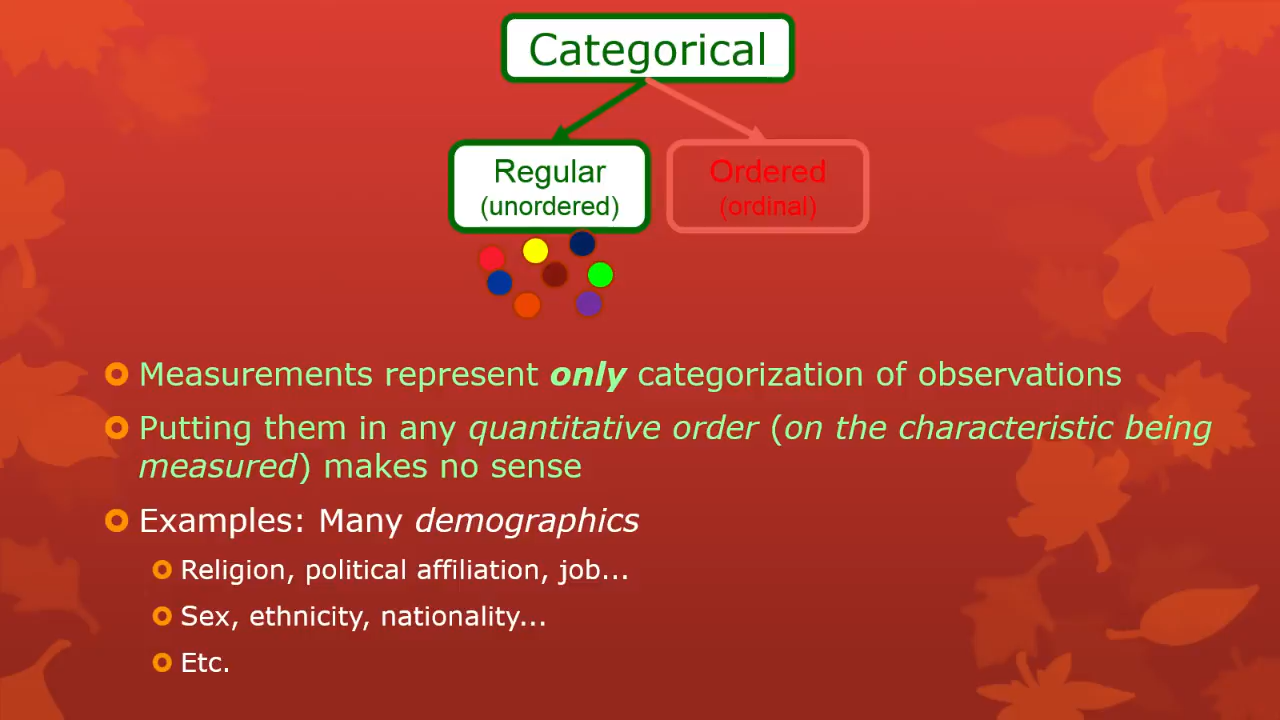 Categorical
Regular
(unordered)
Ordered
(ordinal)
Measurements represent only categorization of observations
Putting them in any quantitative order (on the characteristic being
measured) makes no sense
Examples: Many demographics
Religion, political affiliation, job...
Sex, ethnicity, nationality...
Etc.